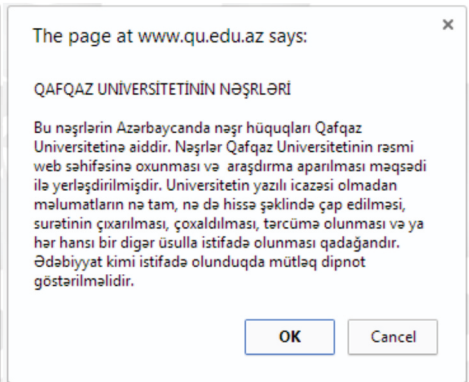 The page at www.qu.edu.az says:
×
QAFQAZ UNİVERSİTETİNİN NƏŞRLƏRİ
Bu nəşrlərin Azərbaycanda nəşr hüquqları Qafqaz
Universitetinə aiddir. Nəşrlər Qafqaz Universitetinin rəsmi
web səhifəsinə oxunması və araşdırma aparılması məqsədi
ilə yerləşdirilmişdir. Universitetin yazılı icazəsi olmadan
məlumatların nə tam, nə də hissə şəklində çap edilməsi,
surətinin çıxarılması, çoxaldılması, tərcümə olunması və ya
hər hansı bir digər üsulla istifadə olunması qadağandır.
Ədəbiyyat kimi istifadə olunduqda mütləq dipnot
göstərilməlidir.
OK
Cancel